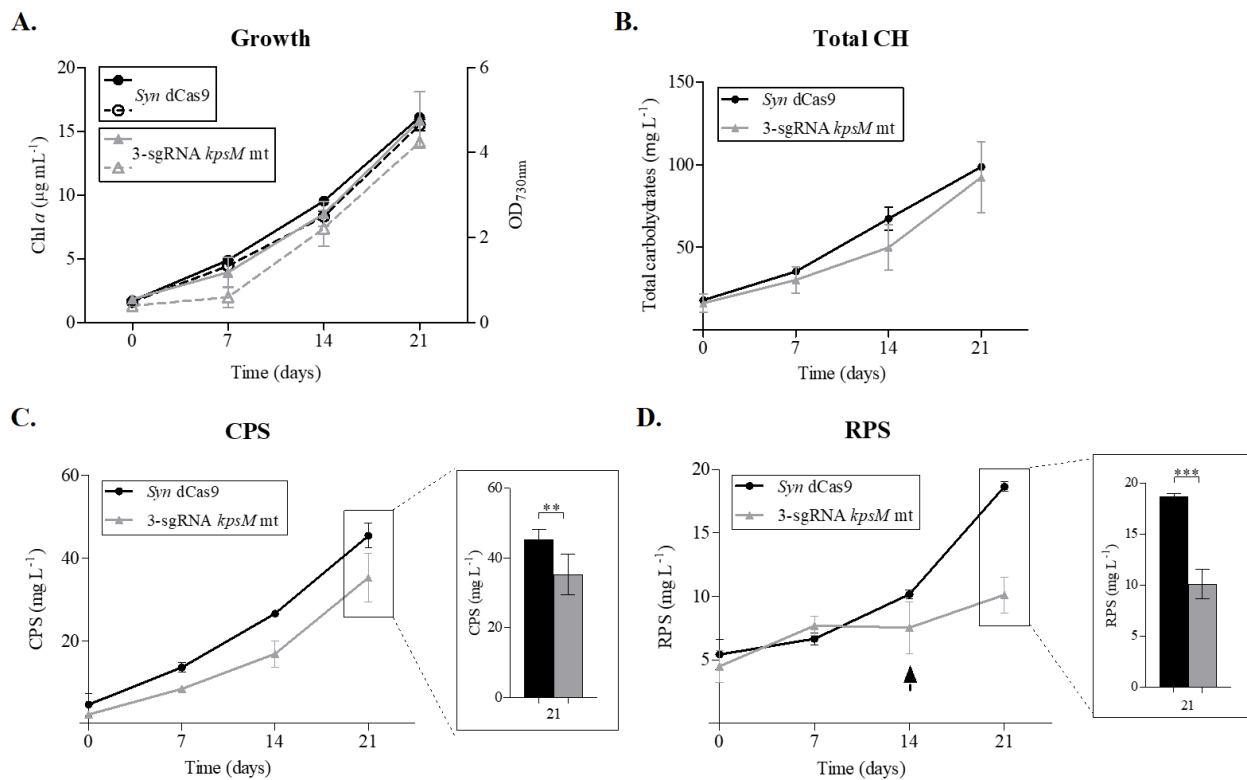 A.
Growth
20
15
10
5
0
Chl a (µg mL⁻¹)
Syn dCas9
3-sgRNA kpsM mt
6
4
2
0
OD730nm
0 7 14 21
Time (days)
B.
Total CH
150
100
50
Total carbohydrates (mg L⁻¹)
Syn dCas9
3-sgRNA kpsM mt
0 7 14 21
Time (days)
C.
CPS
60
40
20
CPS (mg L⁻¹)
Syn dCas9
3-sgRNA kpsM mt
0 7 14 21
Time (days)
60
40
20
0
CPS (mg L⁻¹)
**
21
D.
RPS
20
15
10
5
RPS (mg L⁻¹)
Syn dCas9
3-sgRNA kpsM mt
0 7 14 21
Time (days)
20
15
10
5
0
RPS (mg L⁻¹)
***
21